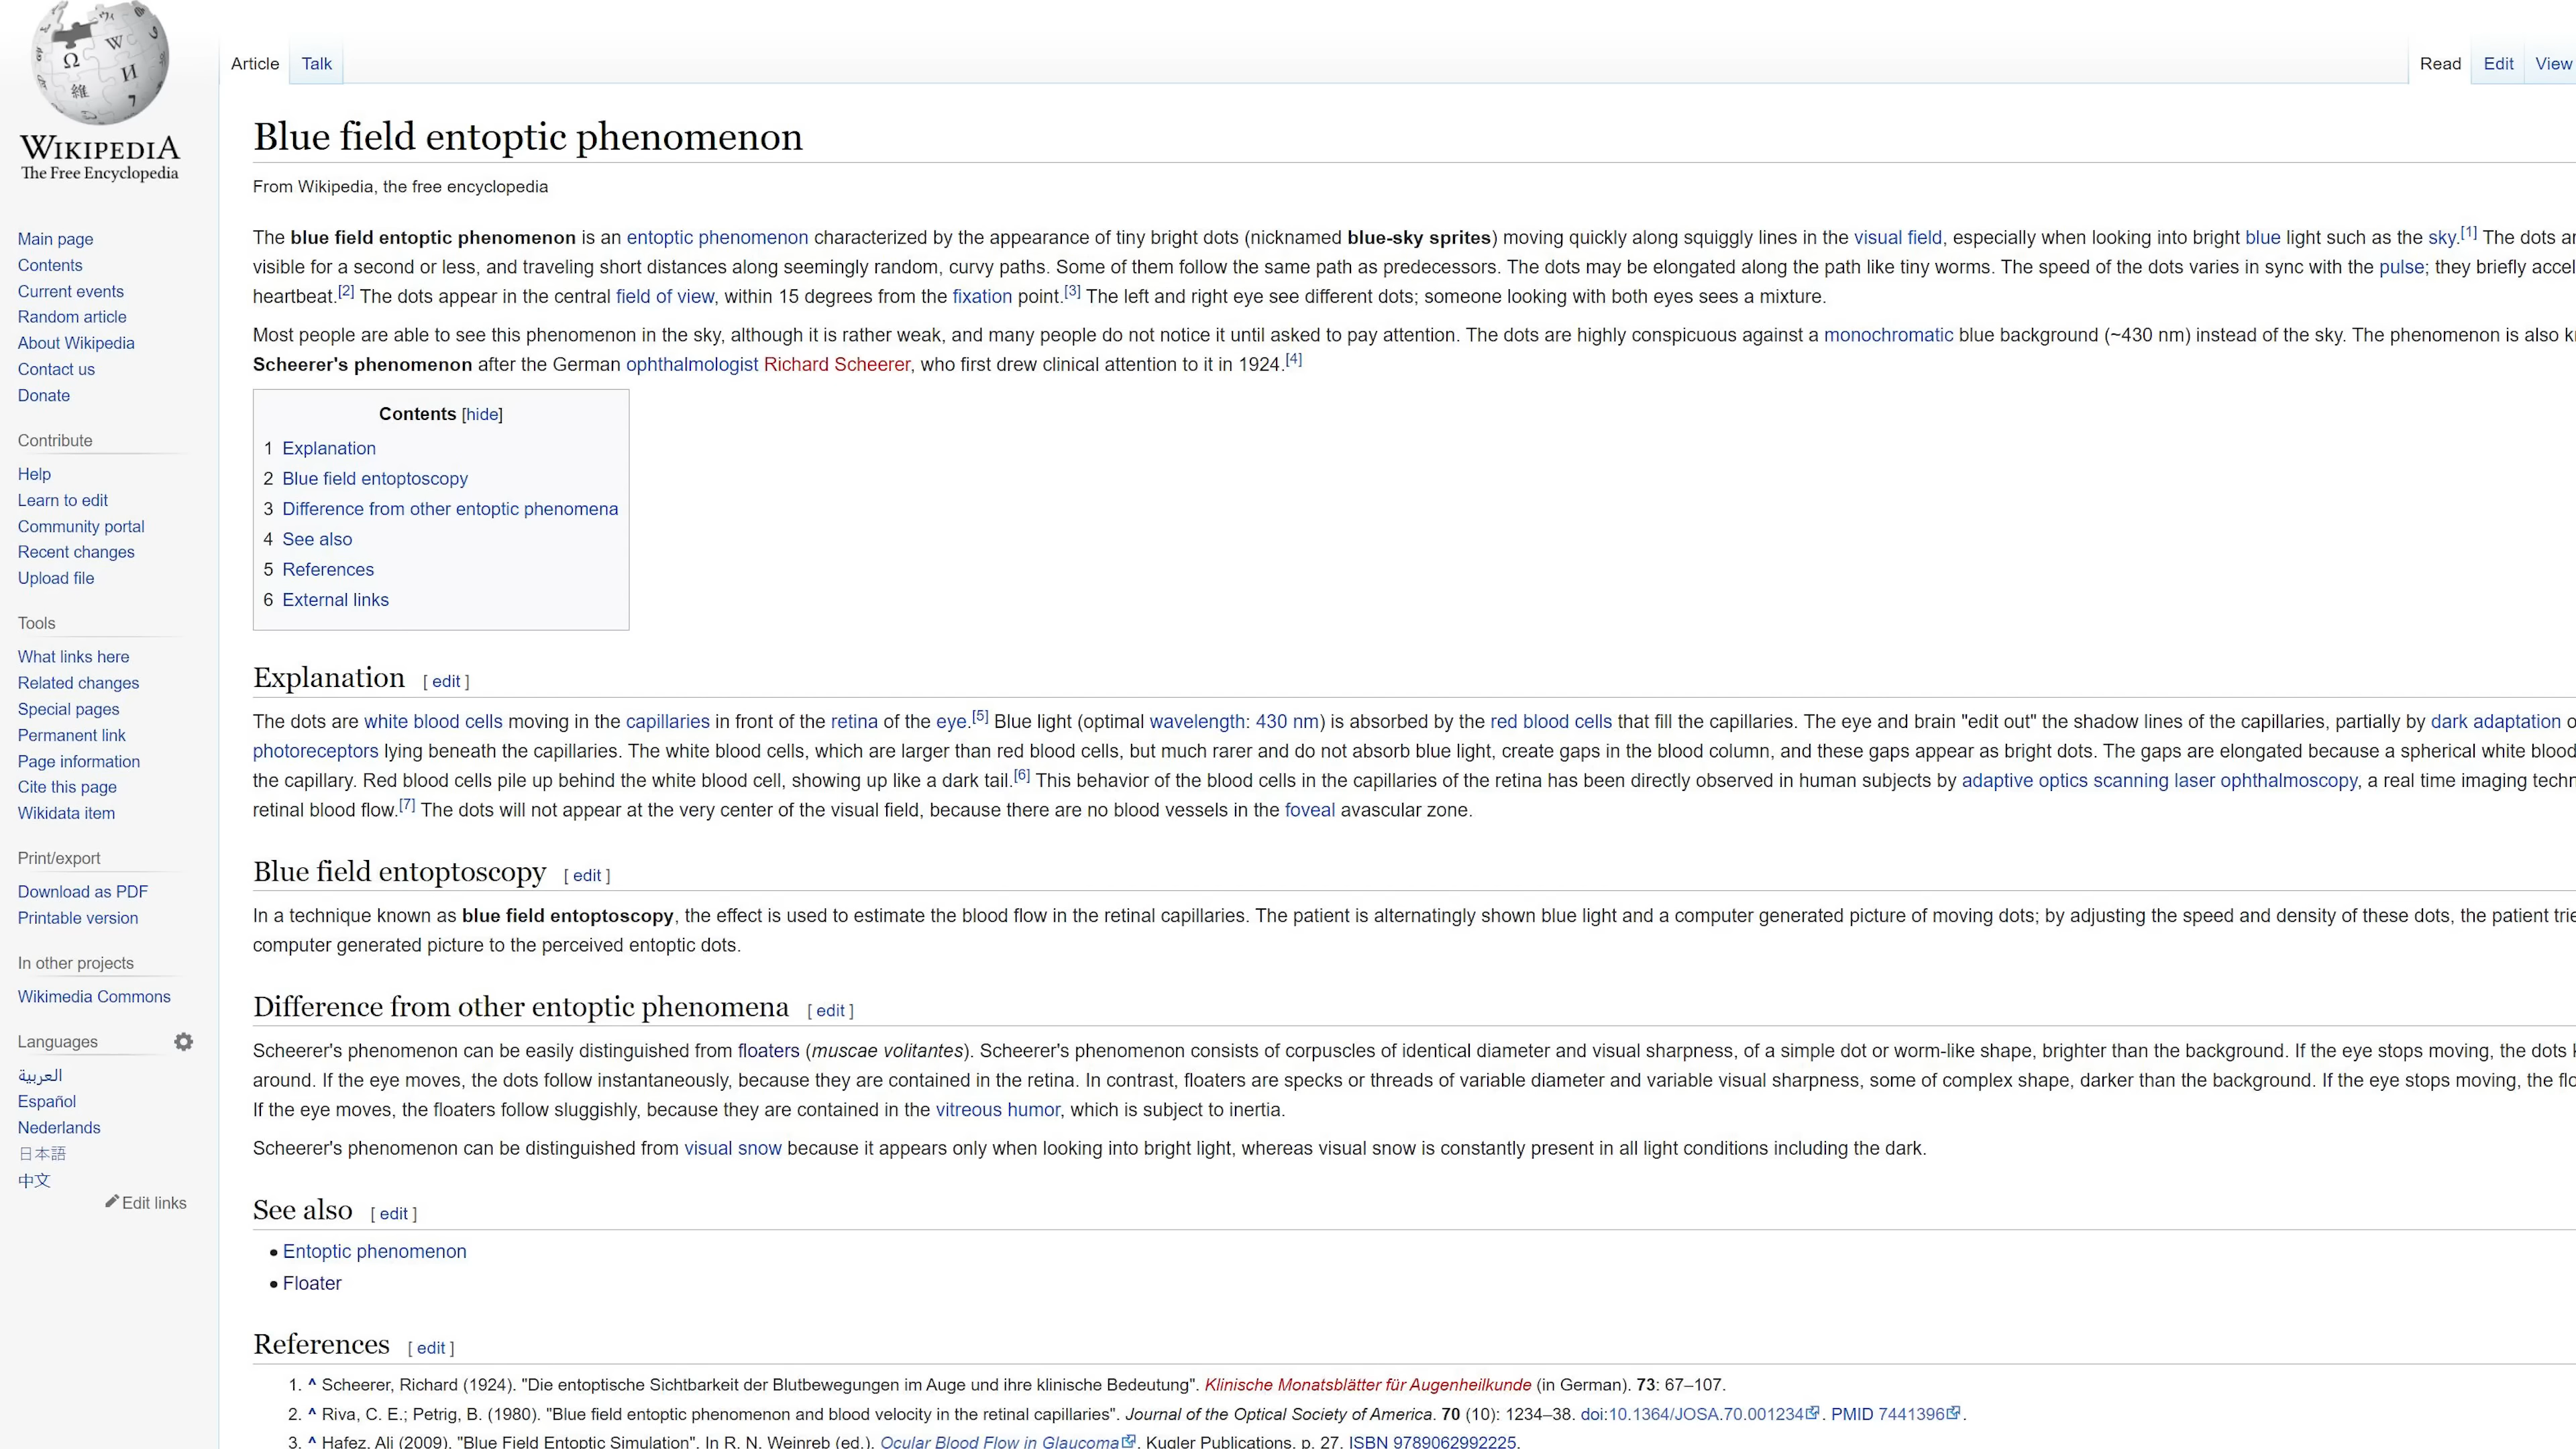 WIKIPEDIA
The Free Encyclopedia
Main page
Contents
Current events
Random article
About Wikipedia
Contact us
Donate
Contribute
Help
Learn to edit
Community portal
Recent changes
Upload file
Tools
What links here
Related changes
Special pages
Permanent link
Page information
Cite this page
Wikidata item
Print/export
Download as PDF
Printable version
In other projects
Wikimedia Commons
Languages
العربية
Español
Nederlands
日本語
中文
Edit links
Article Talk
Read Edit View
Blue field entoptic phenomenon
From Wikipedia, the free encyclopedia
The blue field entoptic phenomenon is an entoptic phenomenon characterized by the appearance of tiny bright dots (nicknamed blue-sky sprites) moving quickly along squiggly lines in the visual field, especially when looking into bright blue light such as the sky.[1] The dots
visible for a second or less, and traveling short distances along seemingly random, curvy paths. Some of them follow the same path as predecessors. The dots may be elongated along the path like tiny worms. The speed of the dots varies in sync with the pulse; they briefly
heartbeat.[2] The dots appear in the central field of view, within 15 degrees from the fixation point.[3] The left and right eye see different dots; someone looking with both eyes sees a mixture.
Most people are able to see this phenomenon in the sky, although it is rather weak, and many people do not notice it until asked to pay attention. The dots are highly conspicuous against a monochromatic blue background (~430 nm) instead of the sky. The phenomenon is also
Scheerer's phenomenon after the German ophthalmologist Richard Scheerer, who first drew clinical attention to it in 1924.[4]
Contents [hide]
1 Explanation
2 Blue field entoptoscopy
3 Difference from other entoptic phenomena
4 See also
5 References
6 External links
Explanation [ edit ]
The dots are white blood cells moving in the capillaries in front of the retina of the eye.[5] Blue light (optimal wavelength: 430 nm) is absorbed by the red blood cells that fill the capillaries. The eye and brain "edit out" the shadow lines of the capillaries, partially by dark adaptation
photoreceptors lying beneath the capillaries. The white blood cells, which are larger than red blood cells, but much rarer and do not absorb blue light, create gaps in the blood column, and these gaps appear as bright dots. The gaps are elongated because a spherical white blood
the capillary. Red blood cells pile up behind the white blood cell, showing up like a dark tail.[6] This behavior of the blood cells in the capillaries of the retina has been directly observed in human subjects by adaptive optics scanning laser ophthalmoscopy, a real time imaging
retinal blood flow.[7] The dots will not appear at the very center of the visual field, because there are no blood vessels in the foveal avascular zone.
Blue field entoptoscopy [ edit ]
In a technique known as blue field entoptoscopy, the effect is used to estimate the blood flow in the retinal capillaries. The patient is alternatingly shown blue light and a computer generated picture of moving dots; by adjusting the speed and density of these dots, the patient
computer generated picture to the perceived entoptic dots.
Difference from other entoptic phenomena [ edit ]
Scheerer's phenomenon can be easily distinguished from floaters (muscae volitantes). Scheerer's phenomenon consists of corpuscles of identical diameter and visual sharpness, of a simple dot or worm-like shape, brighter than the background. If the eye stops moving, the dots
around. If the eye moves, the dots follow instantaneously, because they are contained in the retina. In contrast, floaters are specks or threads of variable diameter and variable visual sharpness, some of complex shape, darker than the background. If the eye stops moving, the
If the eye moves, the floaters follow sluggishly, because they are contained in the vitreous humor, which is subject to inertia.
Scheerer's phenomenon can be distinguished from visual snow because it appears only when looking into bright light, whereas visual snow is constantly present in all light conditions including the dark.
See also [ edit ]
• Entoptic phenomenon
• Floater
References [ edit ]
1. ^ Scheerer, Richard (1924). "Die entoptische Sichtbarkeit der Blutbewegungen im Auge und ihre klinische Bedeutung". Klinische Monatsblätter für Augenheilkunde (in German). 73: 67–107.
2. ^ Riva, C. E.; Petrig, B. (1980). "Blue field entoptic phenomenon and blood velocity in the retinal capillaries". Journal of the Optical Society of America. 70 (10): 1234–38. doi:10.1364/JOSA.70.001234. PMID 7441396.
3. ^ Hafez, Ali (2009). "Blue Field Entoptic Simulation". In R. N. Weinreb (ed.). Ocular Blood Flow in Glaucoma. Kugler Publications. p. 27. ISBN 9789062992225.